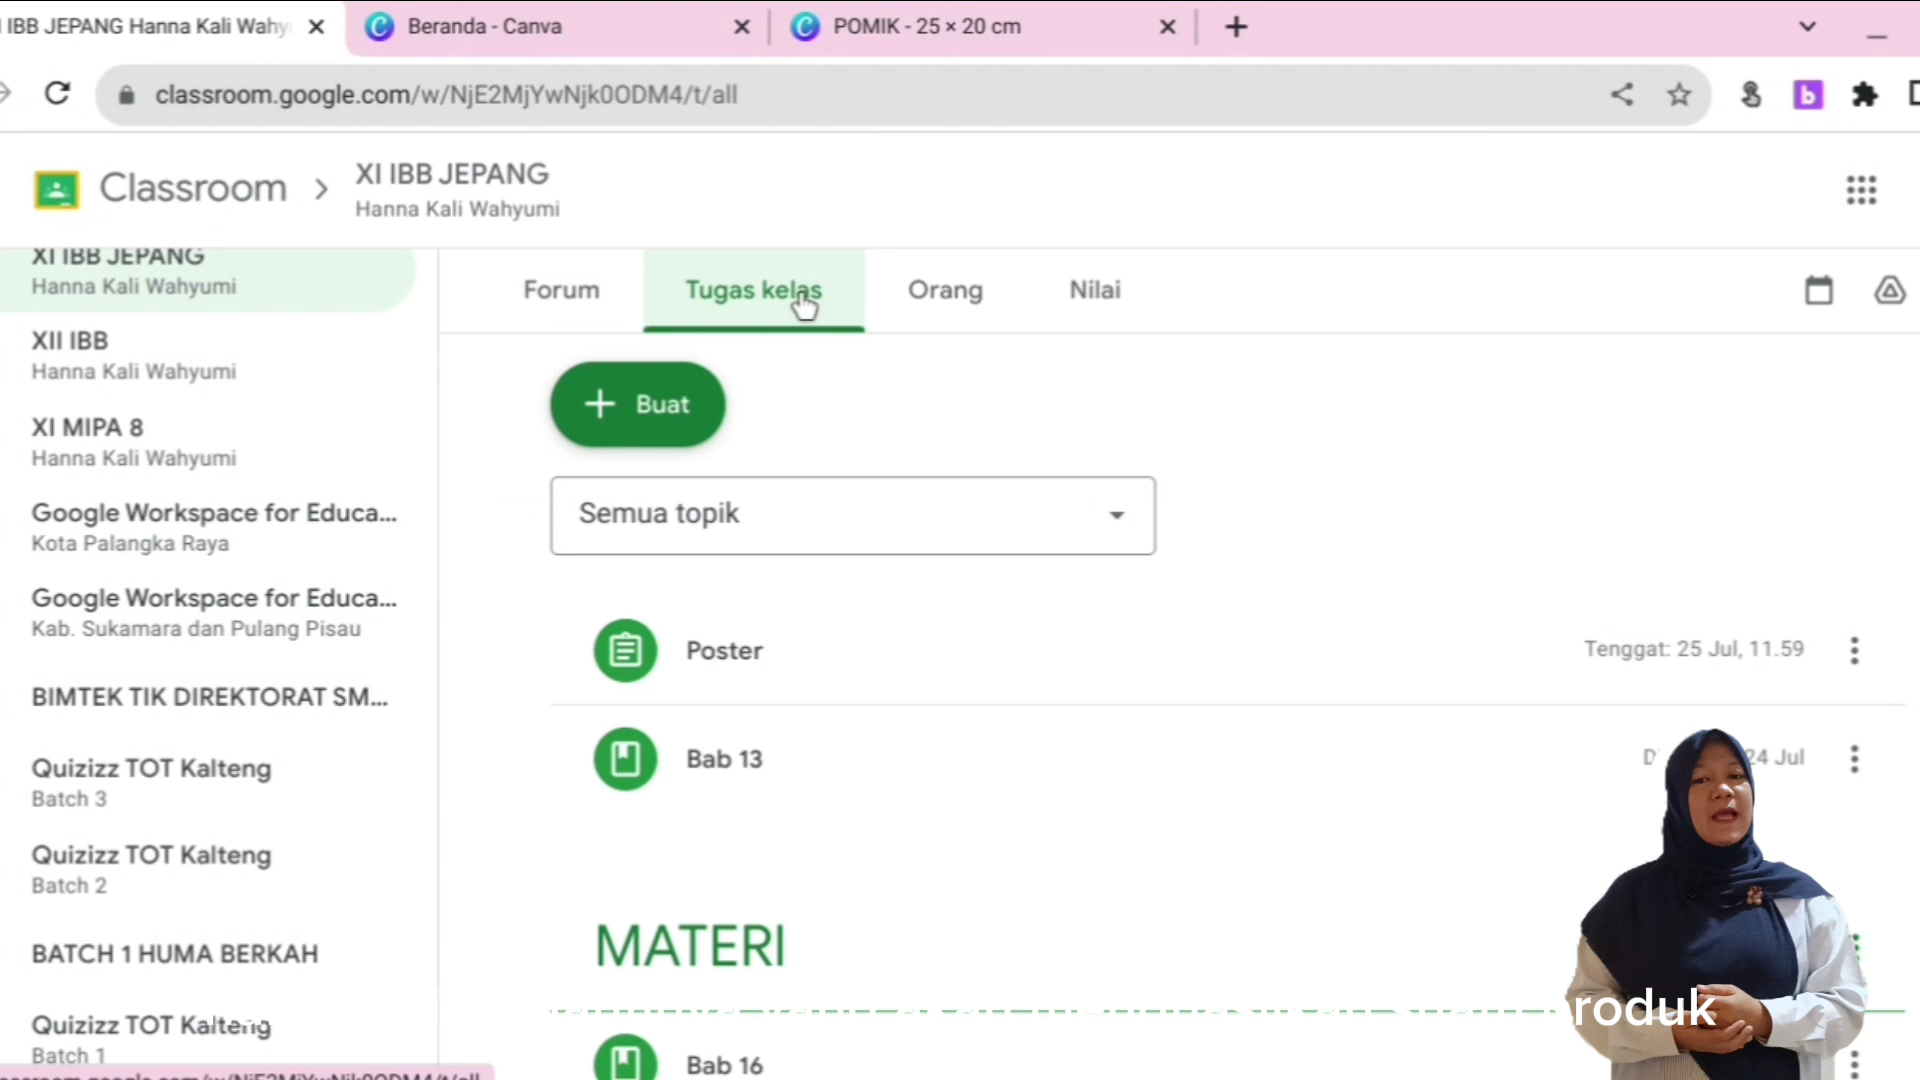 IBB JEPANG Hanna Kali Wahy
Beranda - Canva
POMIK - 25 × 20 cm
classroom.google.com/w/NjE2MjYwNjk0ODM4/t/all
Classroom
XI IBB JEPANG
Hanna Kali Wahyumi
XI IBB JEPANG
Hanna Kali Wahyumi
XII IBB
Hanna Kali Wahyumi
XI MIPA 8
Hanna Kali Wahyumi
Google Workspace for Educa...
Kota Palangka Raya
Google Workspace for Educa...
Kab. Sukamara dan Pulang Pisau
BIMTEK TIK DIREKTORAT SM...
Quizizz TOT Kalteng
Batch 3
Quizizz TOT Kalteng
Batch 2
BATCH 1 HUMA BERKAH
Quizizz TOT Kalteng
Batch 1
Forum
Tugas kelas
Orang
Nilai
Buat
Semua topik
Poster
Tenggat: 25 Jul, 11.59
Bab 13
24 Jul
MATERI
produk
Bab 16